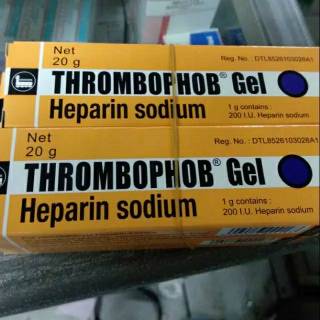 Net
20 g
Reg. No. : DTL8526103028A1
THROMBOPHOB® Gel
Heparin sodium
1 g contains :
200 I.U. Heparin sodium
Net
20 g
Reg. No. : DTL8526103028A1
THROMBOPHOB® Gel
Heparin sodium
1 g contains :
200 I.U. Heparin sodium